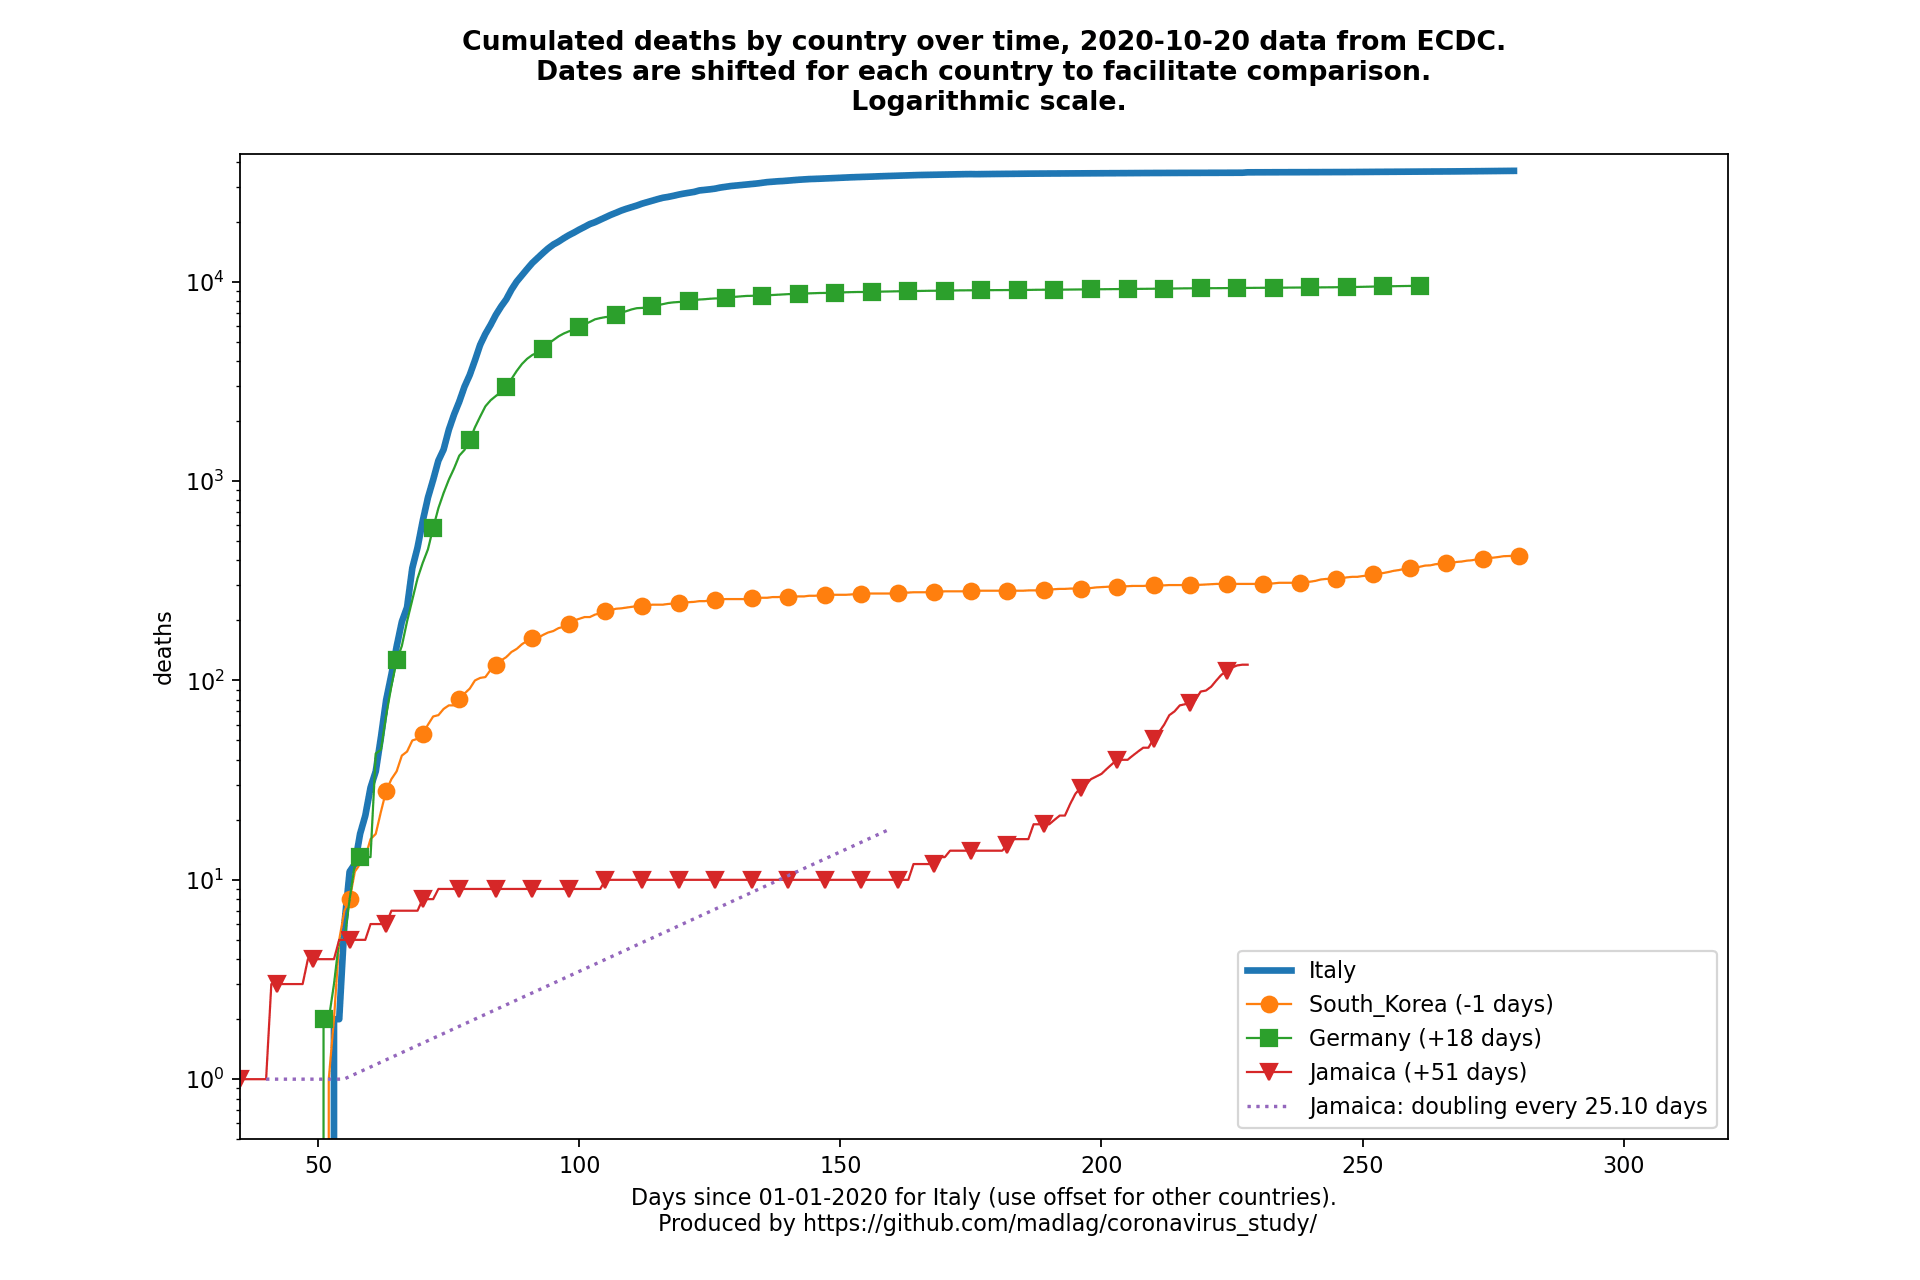 Cumulated deaths by country over time, 2020-10-20 data from ECDC.
Dates are shifted for each country to facilitate comparison.
Logarithmic scale.
deaths
10^4
10^3
10^2
10^1
10^0
50 100 150 200 250 300
Italy
South_Korea (-1 days)
Germany (+18 days)
Jamaica (+51 days)
Jamaica: doubling every 25.10 days
Days since 01-01-2020 for Italy (use offset for other countries).
Produced by https://github.com/madlag/coronavirus_study/